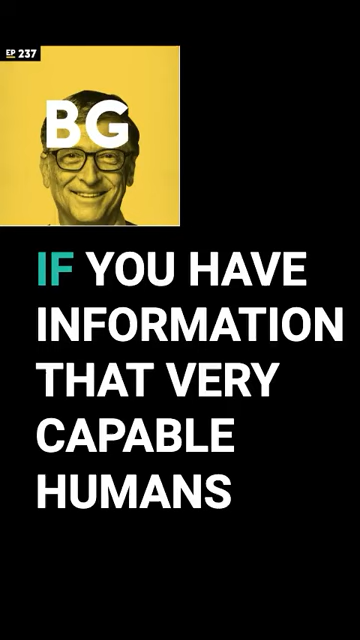 EP 237
BG
IF YOU HAVE
INFORMATION
THAT VERY
CAPABLE
HUMANS